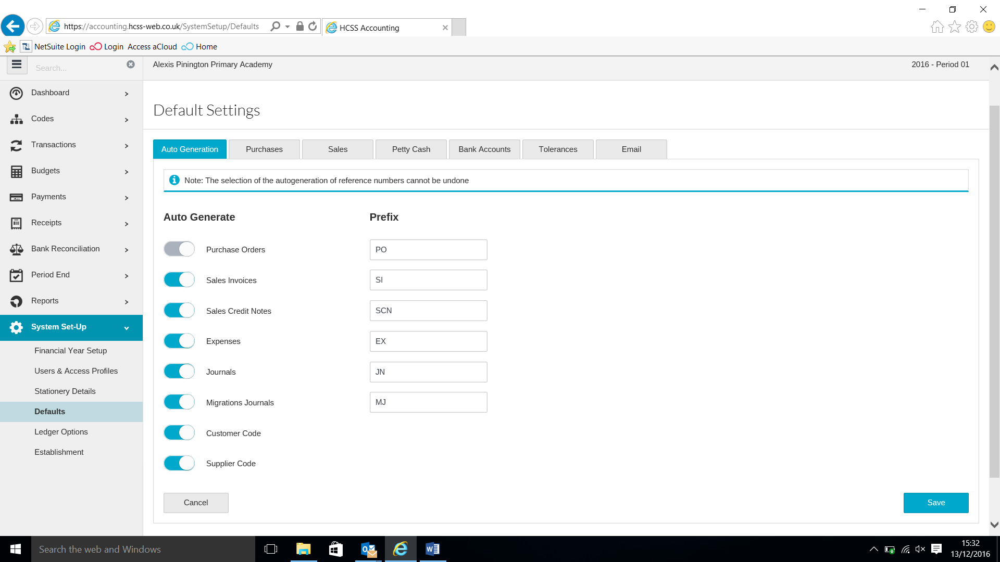 https://accounting.hcss-web.co.uk/SystemSetup/Defaults
HCSS Accounting
NetSuite Login
Login
Access aCloud
Home
Search...
Alexis Pinington Primary Academy
2016 - Period 01
Dashboard
Codes
Transactions
Budgets
Payments
Receipts
Bank Reconciliation
Period End
Reports
System Set-Up
Financial Year Setup
Users & Access Profiles
Stationery Details
Defaults
Ledger Options
Establishment
Default Settings
Auto Generation
Purchases
Sales
Petty Cash
Bank Accounts
Tolerances
Email
Note: The selection of the autogeneration of reference numbers cannot be undone
Auto Generate
Prefix
Purchase Orders
PO
Sales Invoices
SI
Sales Credit Notes
SCN
Expenses
EX
Journals
JN
Migrations Journals
MJ
Customer Code
Supplier Code
Cancel
Save
Search the web and Windows
15:32
13/12/2016